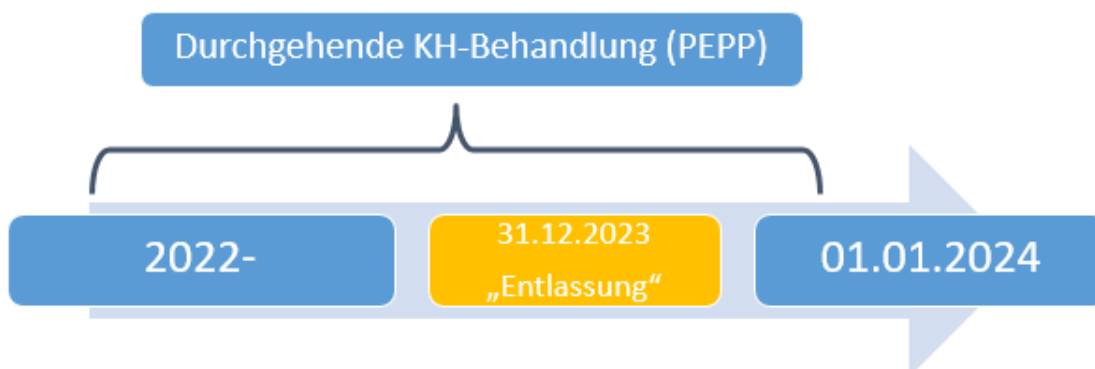 Durchgehende KH-Behandlung (PEPP)
2022-
31.12.2023
„Entlassung“
01.01.2024